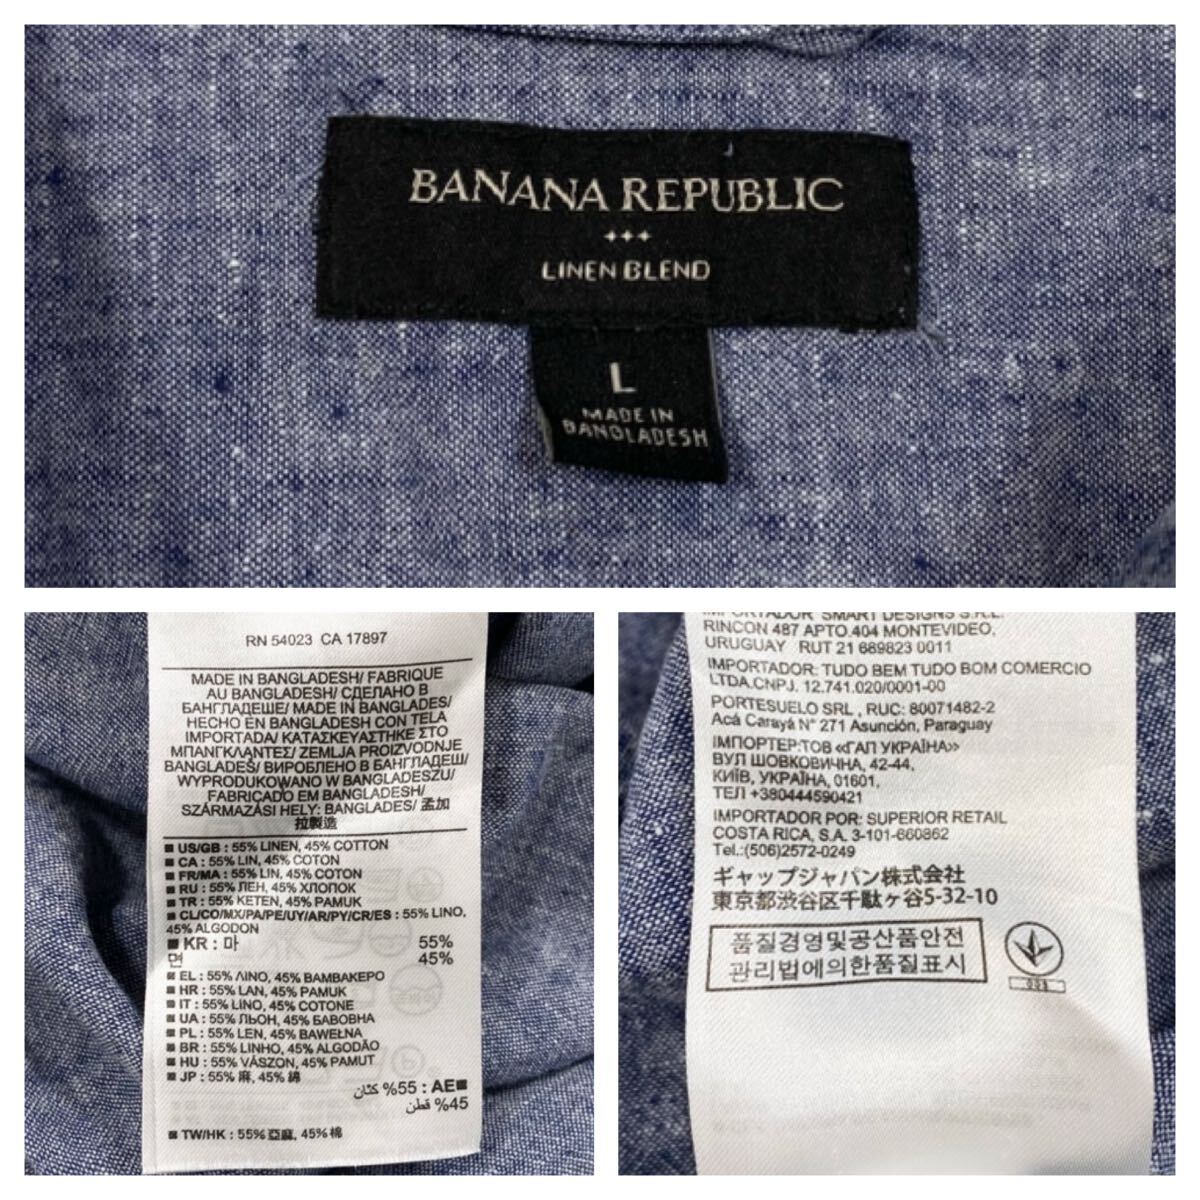 BANANA REPUBLIC
LINEN BLEND
L
MADE IN
BANGLADESH
RN 54023 CA 17897
MADE IN BANGLADESH/ FABRIQUE
AU BANGLADESH/ СДЕЛАНО В
БАНГЛАДЕШЕ/ MADE IN BANGLADES/
HECHO EN BANGLADESH CON TELA
IMPORTADA/ ΚΑΤΑΣΚΕΥΑΣΤΗΚΕ ΣΤΟ
ΜΠΑΝΓΚΛΑΝΤΕΣ/ ZEMLJA PROIZVODNJE
BANGLADEŠ/ ВИРОБЛЕНО В БАНГЛАДЕШ/
WYPRODUKOWANO W BANGLADESZU/
FABRICADO EM BANGLADESH/
SZÁRMAZÁSI HELY: BANGLADES/ 孟加
拉製造
■ US/GB : 55% LINEN, 45% COTTON
■ CA : 55% LIN, 45% COTON
■ FR/MA : 55% LIN, 45% COTON
■ RU : 55% ЛЕН, 45% ХЛОПОК
■ TR : 55% KETEN, 45% PAMUK
■ CL/CO/MX/PA/PE/UY/AR/PY/CR/ES : 55% LINO,
45% ALGODON
■ KR : 마 55%
면 45%
■ EL : 55% ΛΙΝΟ, 45% ΒΑΜΒΑΚΕΡΟ
■ HR : 55% LAN, 45% PAMUK
■ IT : 55% LINO, 45% COTONE
■ UA : 55% ЛЬОН, 45% БАВОВНА
■ PL : 55% LEN, 45% BAWEŁNA
■ BR : 55% LINHO, 45% ALGODÃO
■ HU : 55% VÁSZON, 45% PAMUT
■ JP : 55% 麻, 45% 綿
■AE : 55% كتان
45% قطن
■ TW/HK : 55% 亞麻, 45% 棉
IMPORTADOR SMART DESIGNS S.R.L.
RINCON 487 APTO.404 MONTEVIDEO,
URUGUAY RUT 21 689823 0011
IMPORTADOR: TUDO BEM TUDO BOM COMERCIO
LTDA.CNPJ. 12.741.020/0001-00
PORTESUELO SRL , RUC: 80071482-2
Acá Carayá N° 271 Asunción, Paraguay
ІМПОРТЕР:ТОВ «ГАП УКРАЇНА»
ВУЛ ШОВКОВИЧНА, 42-44,
КИЇВ, УКРАЇНА, 01601,
ТЕЛ +380444590421
IMPORTADOR POR: SUPERIOR RETAIL
COSTA RICA, S.A. 3-101-660862
Tel.:(506)2572-0249
ギャップジャパン株式会社
東京都渋谷区千駄ヶ谷5-32-10
품질경영및공산품안전
관리법에의한품질표시
008